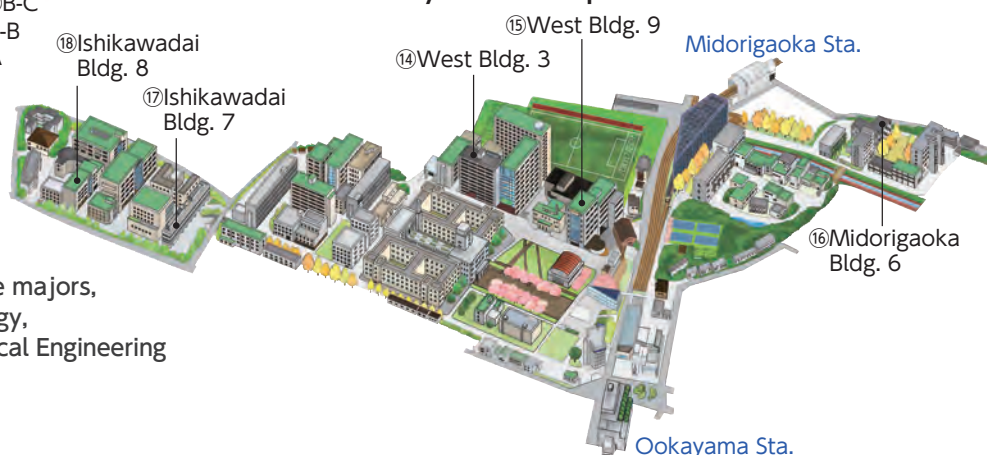 B-C
-B
⑮West Bldg. 9
⑱Ishikawadai
Bldg. 8
⑭West Bldg. 3
Midorigaoka Sta.
⑰Ishikawadai
Bldg. 7
⑯Midorigaoka
Bldg. 6
e majors,
gy,
cal Engineering
Ookayama Sta.